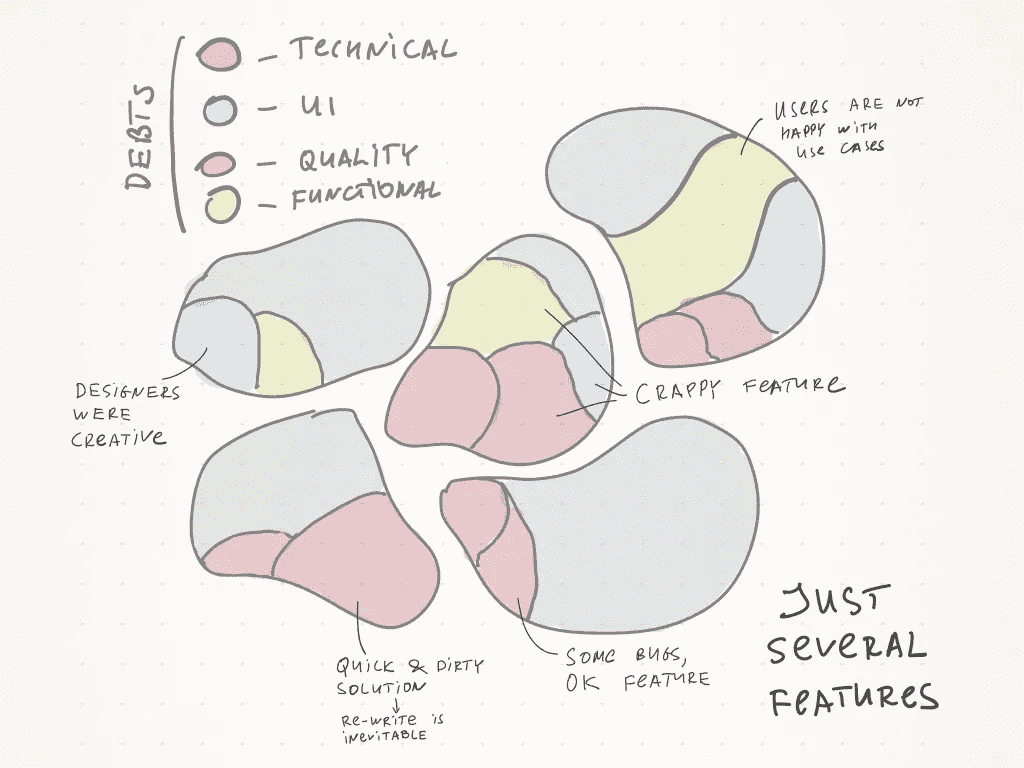 DEBTS
– TECHNICAL
– UI
– QUALITY
– FUNCTIONAL
USERS ARE NOT
HAPPY WITH
USE CASES
DESIGNERS
WERE
CREATIVE
CRAPPY FEATURE
QUICK & DIRTY
SOLUTION
↓
RE-WRITE IS
INEVITABLE
SOME BUGS,
OK FEATURE
JUST
SEVERAL
FEATURES